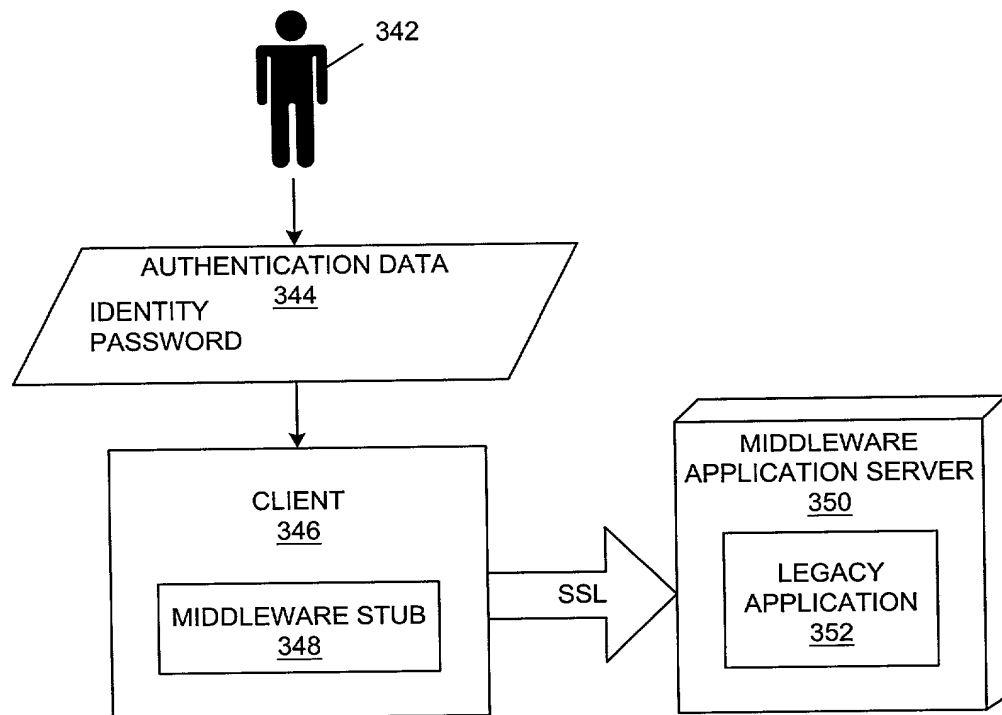 342
AUTHENTICATION DATA
344
IDENTITY
PASSWORD
CLIENT
346
MIDDLEWARE STUB
348
SSL
MIDDLEWARE
APPLICATION SERVER
350
LEGACY
APPLICATION
352